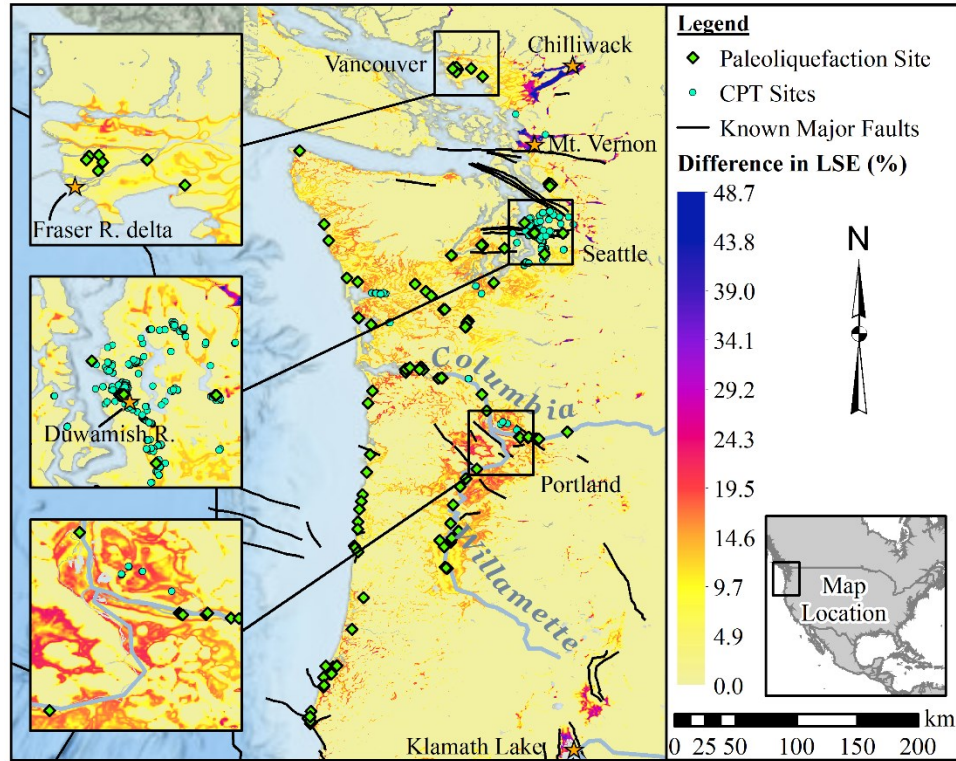 Vancouver
Chilliwack
Mt. Vernon
Fraser R. delta
Seattle
Duwamish R.
Columbia
Portland
Willamette
Klamath Lake
Legend
Paleoliquefaction Site
CPT Sites
Known Major Faults
Difference in LSE (%)
48.7
43.8
39.0
34.1
29.2
24.3
19.5
14.6
9.7
4.9
0.0
N
Map
Location
km
0 25 50 100 150 200